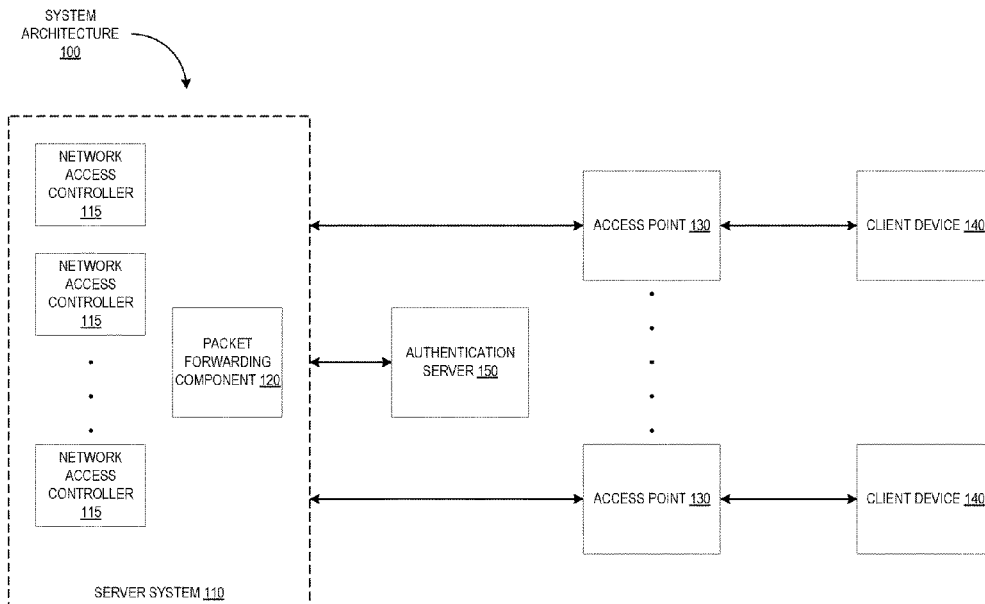 SYSTEM
ARCHITECTURE
100
NETWORK
ACCESS
CONTROLLER
115
NETWORK
ACCESS
CONTROLLER
115
PACKET
FORWARDING
COMPONENT 120
NETWORK
ACCESS
CONTROLLER
115
SERVER SYSTEM 110
AUTHENTICATION
SERVER 150
ACCESS POINT 130
CLIENT DEVICE 140
ACCESS POINT 130
CLIENT DEVICE 140